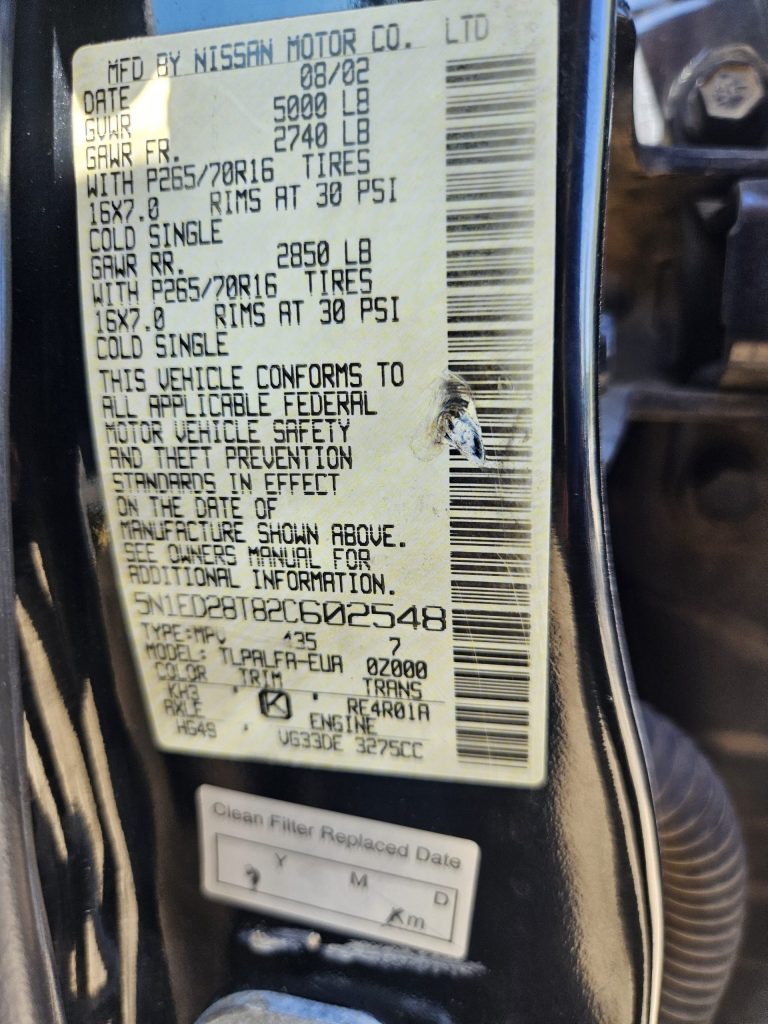 MFD BY NISSAN MOTOR CO. LTD
DATE 08/02
GVWR 5000 LB
GAWR FR. 2740 LB
WITH P265/70R16 TIRES
16X7.0 RIMS AT 30 PSI
COLD SINGLE
GAWR RR. 2850 LB
WITH P265/70R16 TIRES
16X7.0 RIMS AT 30 PSI
COLD SINGLE
THIS VEHICLE CONFORMS TO
ALL APPLICABLE FEDERAL
MOTOR VEHICLE SAFETY
AND THEFT PREVENTION
STANDARDS IN EFFECT
ON THE DATE OF
MANUFACTURE SHOWN ABOVE.
SEE OWNERS MANUAL FOR
ADDITIONAL INFORMATION.
5N1ED28T82C602548
TYPE:MPV 435 7
MODEL: TLPALFA-EUA 0Z000
COLOR TRIM TRANS
KH3 , K , RE4R01A
AXLE ENGINE
HG49 , VG33DE 3275CC
Clean Filter Replaced Date
Y M D
Km